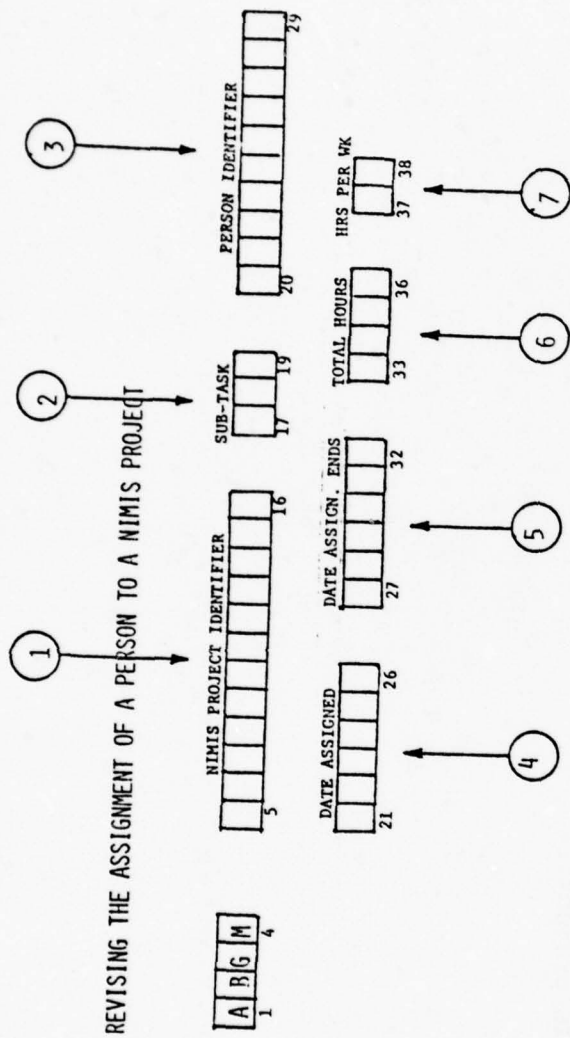 REVISING THE ASSIGNMENT OF A PERSON TO A NIMIS PROJECT
1
2
3
NIMIS PROJECT IDENTIFIER
SUB-TASK
PERSON IDENTIFIER
A B G M
1 4
5 16
17 19
20 29
DATE ASSIGNED
DATE ASSIGN. ENDS
TOTAL HOURS
HRS PER WK
21 26
27 32
33 36
37 38
4
5
6
7